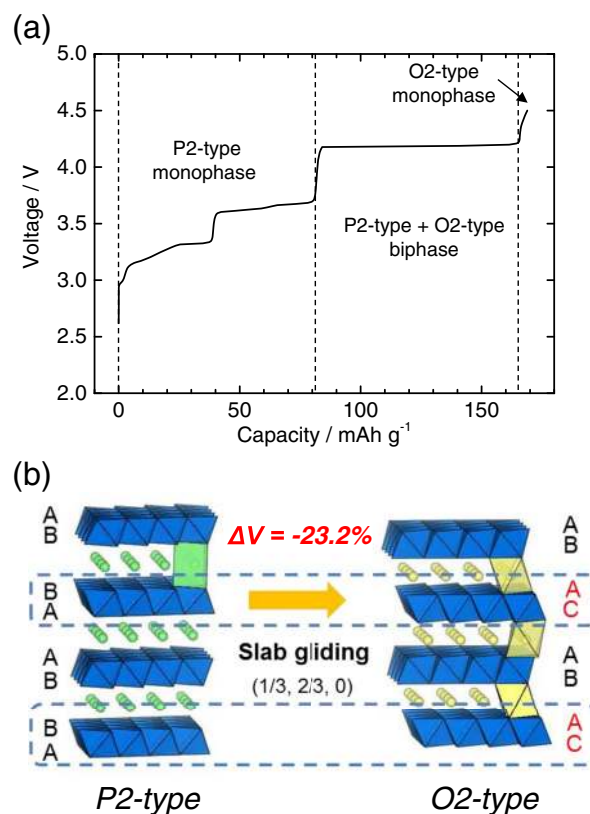 (a)
5.0
4.5
4.0
3.5
3.0
2.5
2.0
Voltage / V
O2-type
monophase
P2-type
monophase
P2-type + O2-type
biphase
0
50
100
150
Capacity / mAh g⁻¹
(b)
A
B
B
A
A
B
B
A
ΔV = -23.2%
Slab gliding
(1/3, 2/3, 0)
A
B
A
C
A
B
A
C
P2-type
O2-type